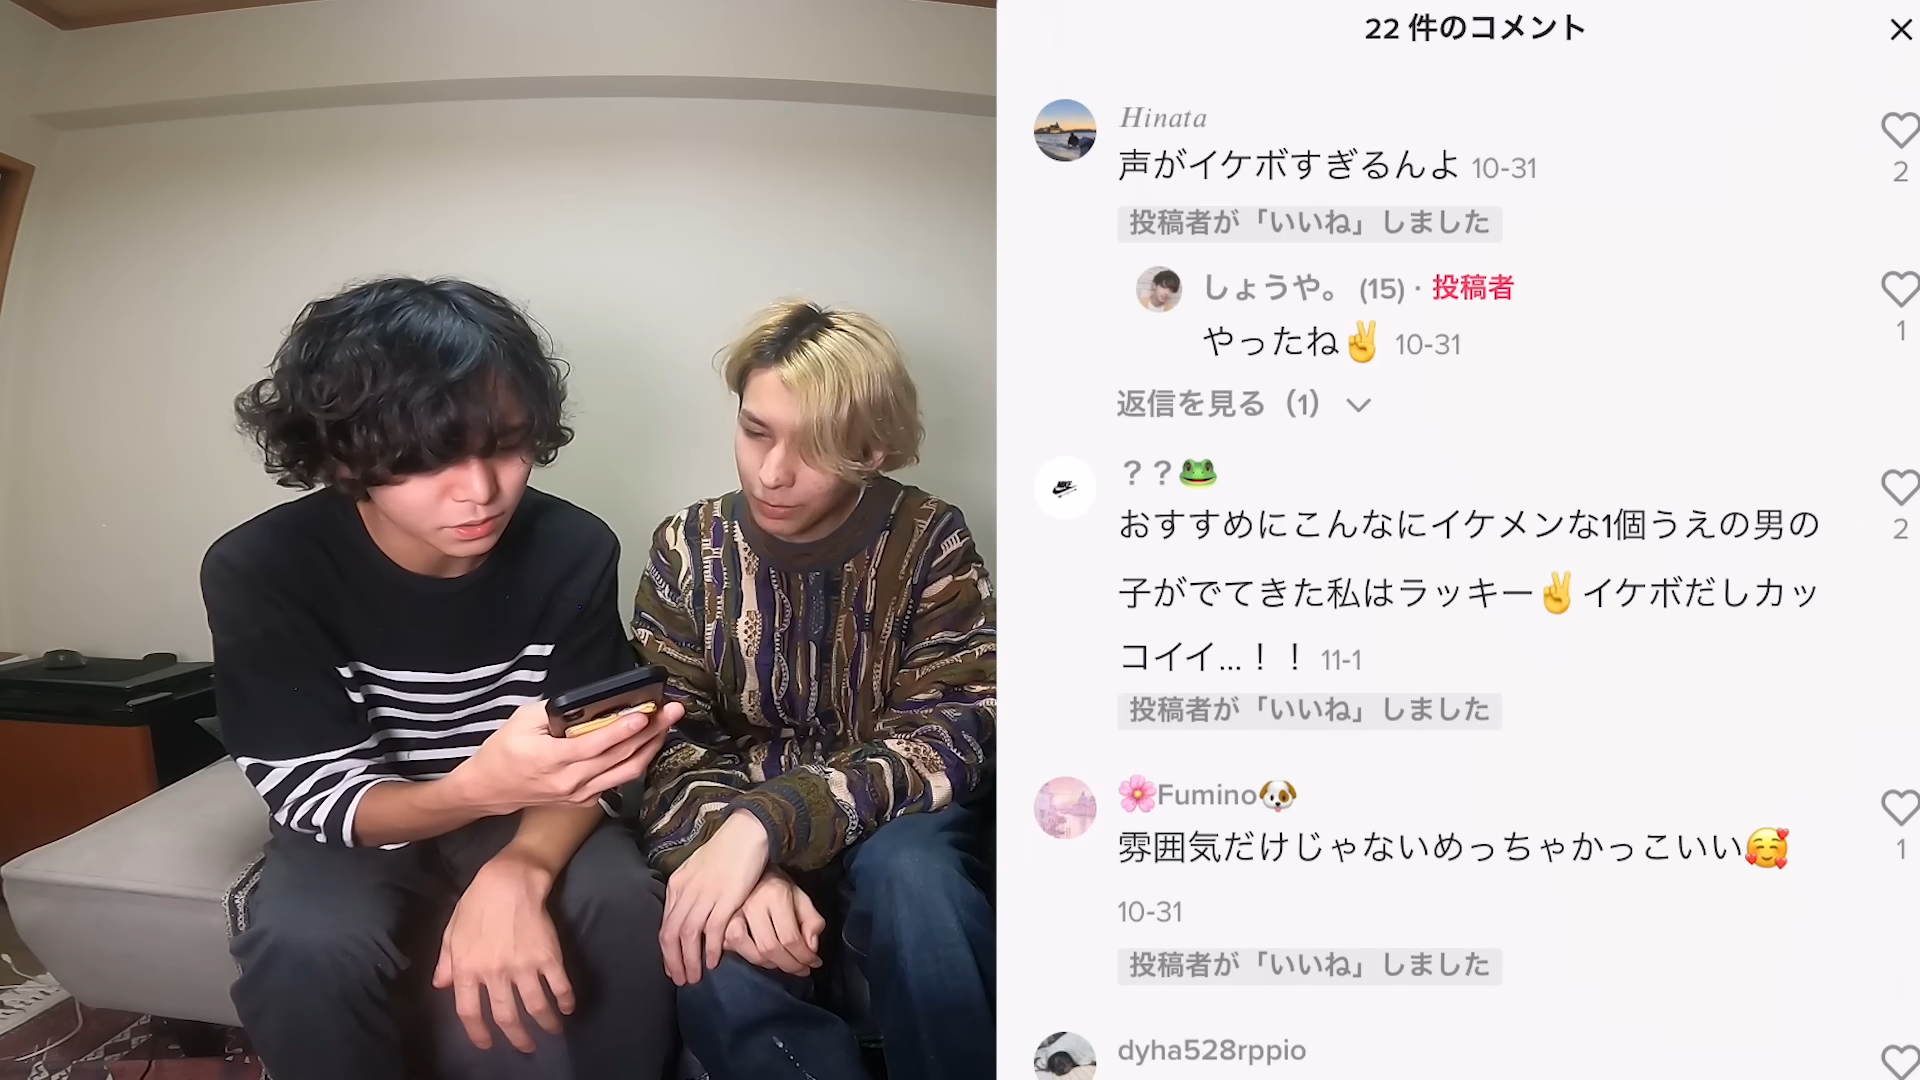 22 件のコメント
Hinata
声がイケボすぎるんよ 10-31
2
投稿者が「いいね」しました
しょうや。 (15)・投稿者
やったね✌️ 10-31
1
返信を見る (1)
？？🐸
おすすめにこんなにイケメンな1個うえの男の
子がでてきた私はラッキー✌️イケボだしカッ
コイイ...！！ 11-1
2
投稿者が「いいね」しました
🌸Fumino🐶
雰囲気だけじゃないめっちゃかっこいい🥰
10-31
1
投稿者が「いいね」しました
dyha528rppio